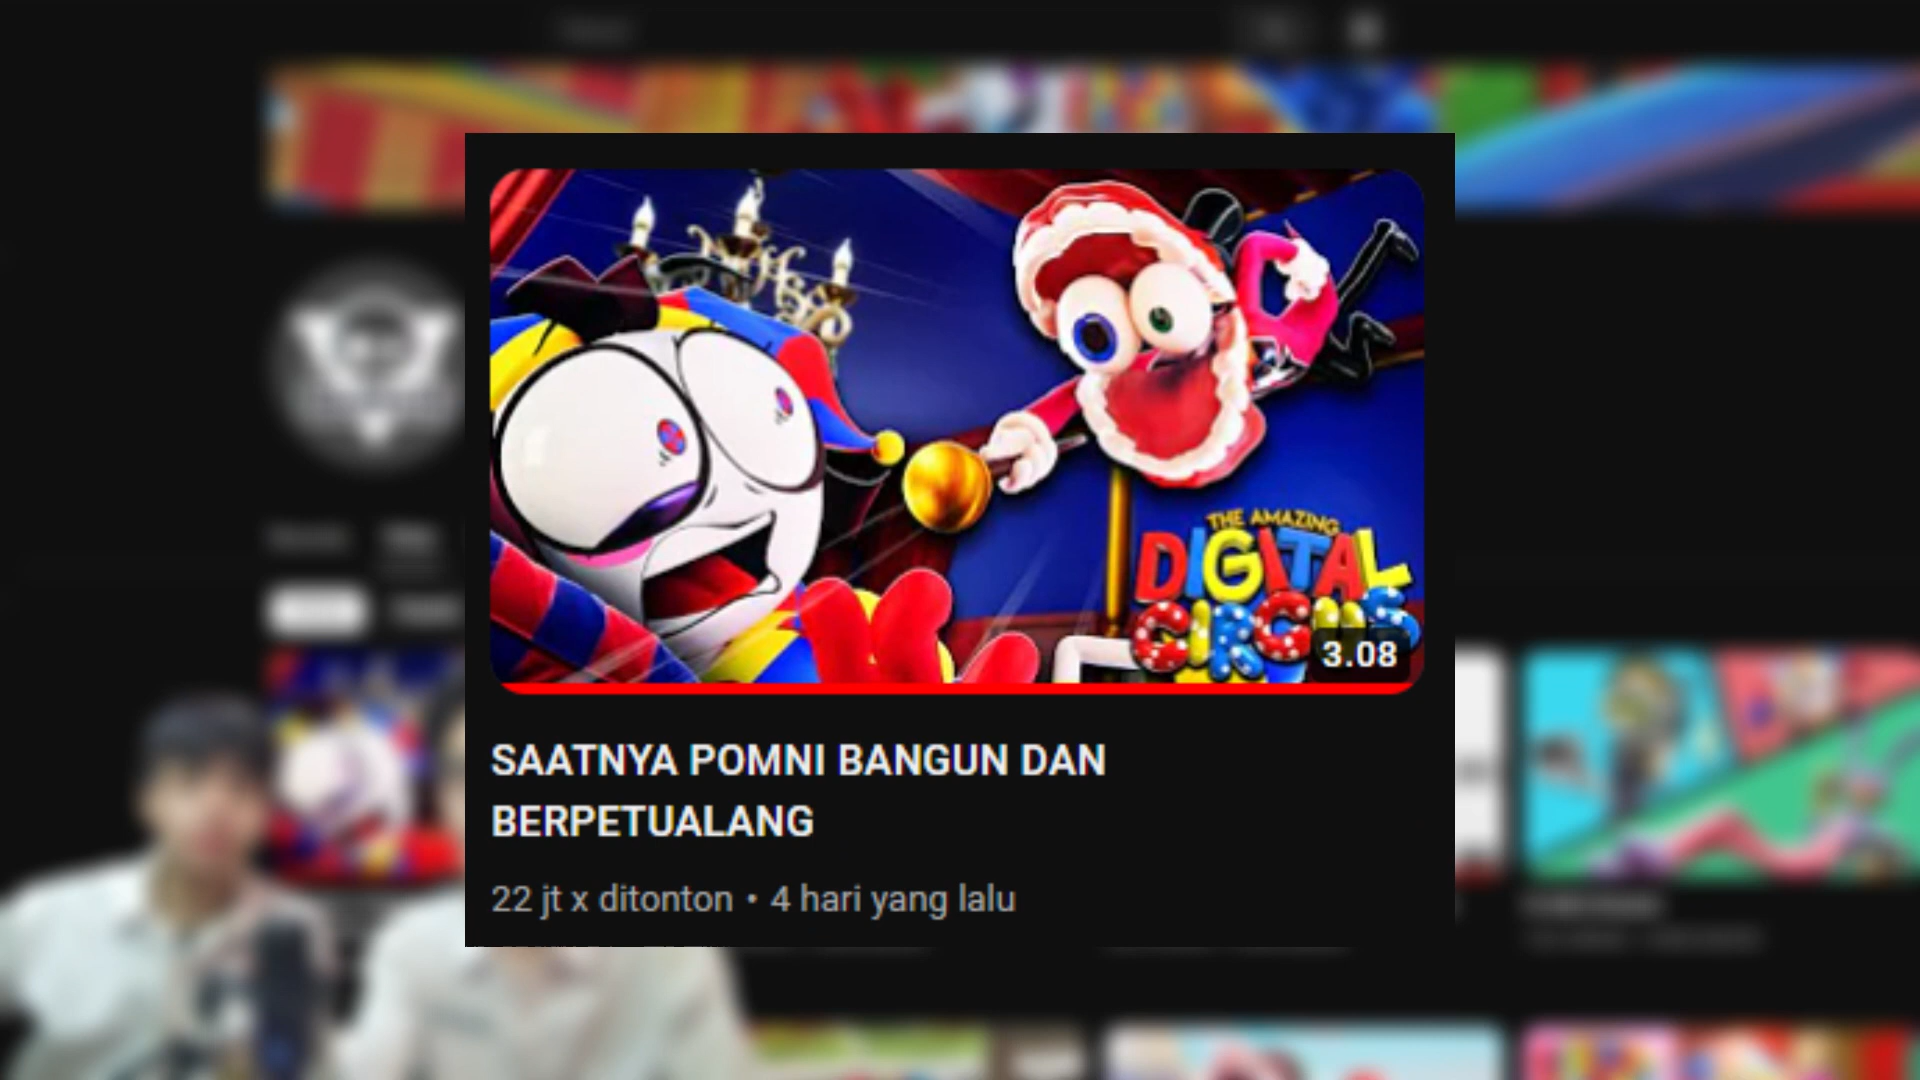 THE AMAZING
DIGITAL
CIRCUS
3.08
SAATNYA POMNI BANGUN DAN
BERPETUALANG
22 jt x ditonton • 4 hari yang lalu